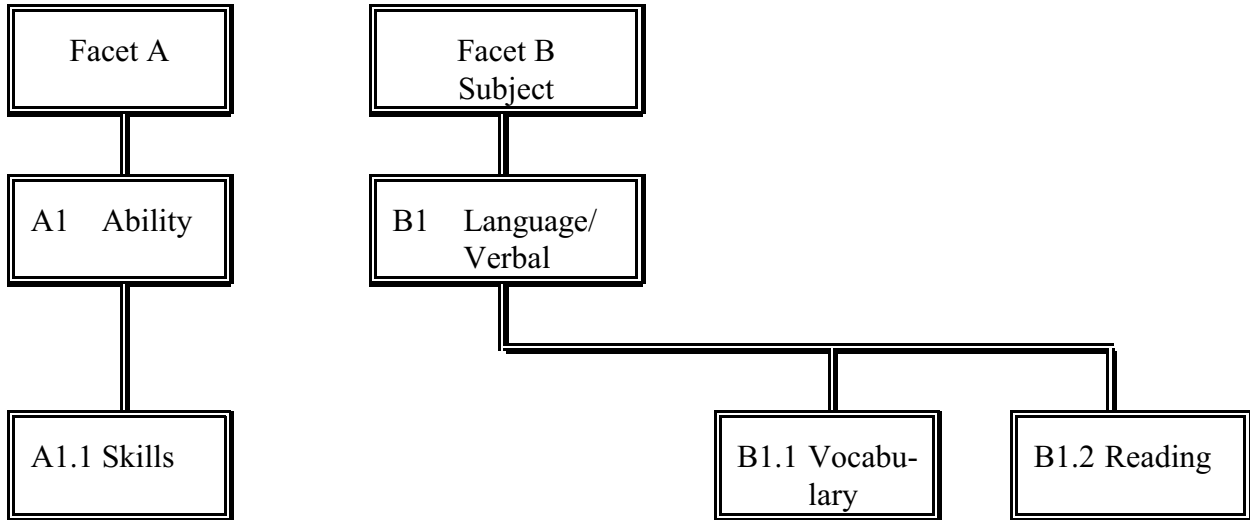 Facet A
Facet B
Subject
A1 Ability
B1 Language/
Verbal
A1.1 Skills
B1.1 Vocabu-
lary
B1.2 Reading